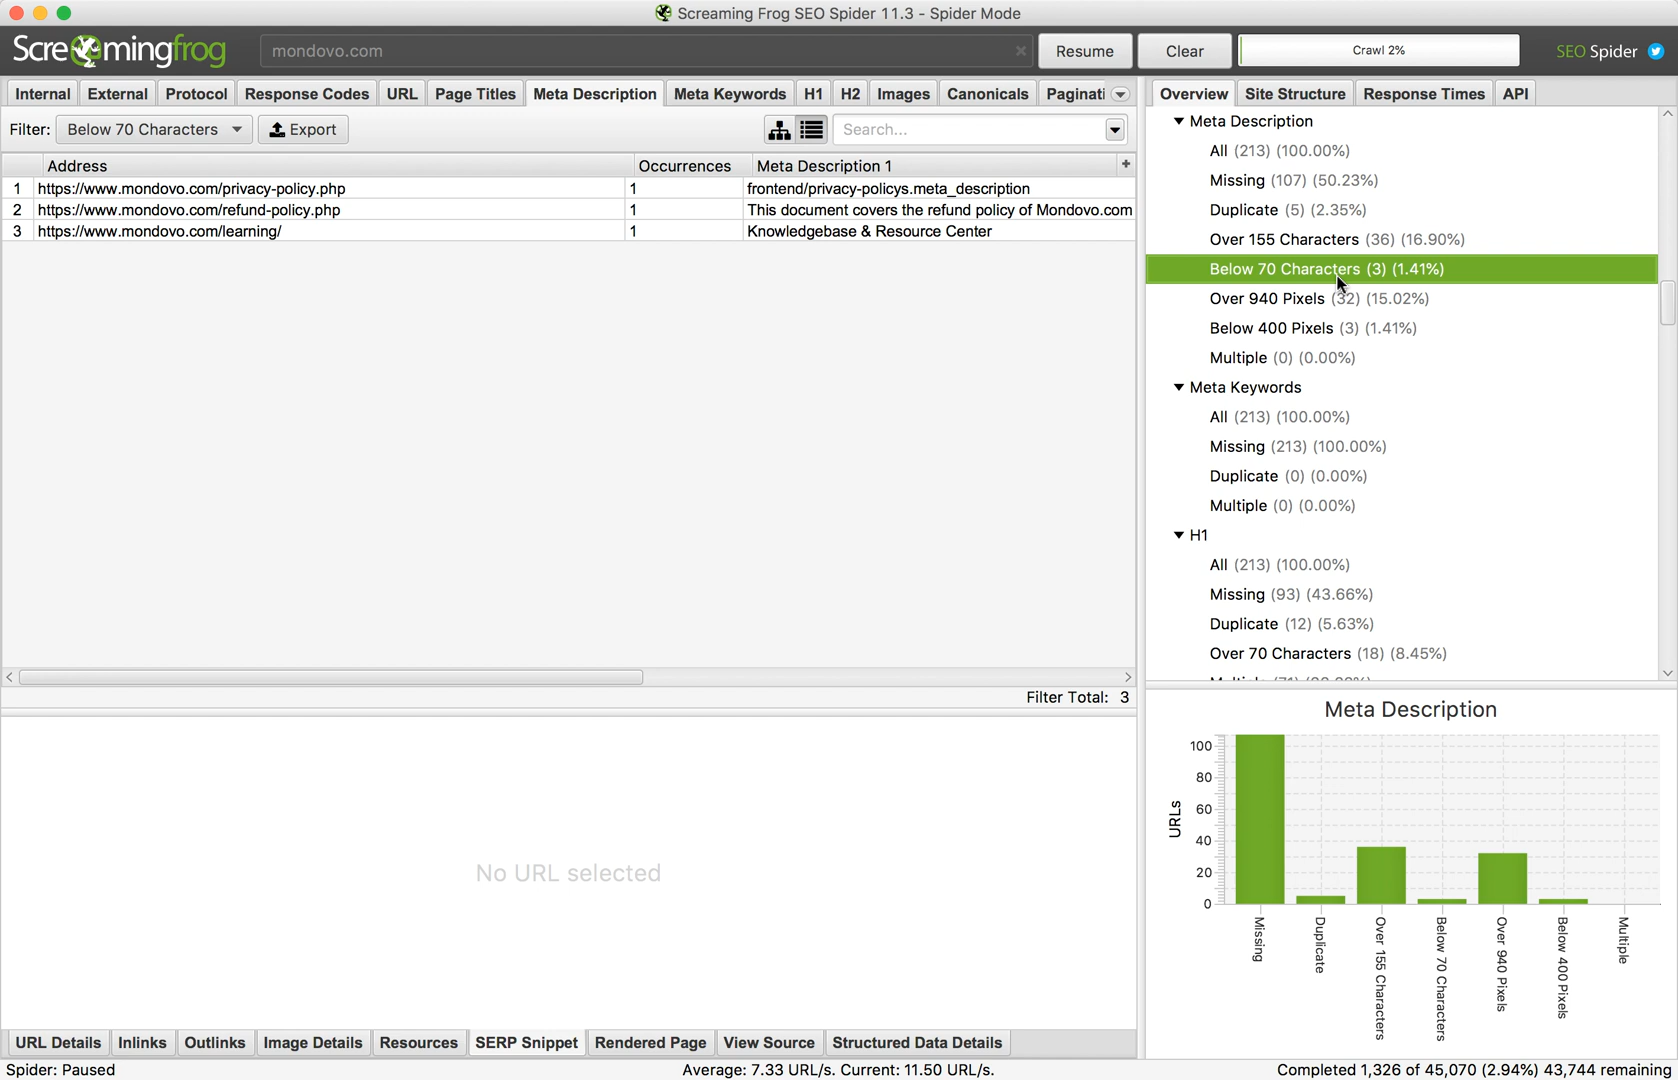 Screaming Frog SEO Spider 11.3 - Spider Mode
Screamingfrog
mondovo.com
Resume
Clear
Crawl 2%
SEO Spider
Internal External Protocol Response Codes URL Page Titles Meta Description Meta Keywords H1 H2 Images Canonicals Paginati
Filter: Below 70 Characters Export Search...
Address Occurrences Meta Description 1 +
1 https://www.mondovo.com/privacy-policy.php 1 frontend/privacy-policys.meta_description
2 https://www.mondovo.com/refund-policy.php 1 This document covers the refund policy of Mondovo.com
3 https://www.mondovo.com/learning/ 1 Knowledgebase & Resource Center
Filter Total: 3
No URL selected
URL Details Inlinks Outlinks Image Details Resources SERP Snippet Rendered Page View Source Structured Data Details
Overview Site Structure Response Times API
Meta Description
All (213) (100.00%)
Missing (107) (50.23%)
Duplicate (5) (2.35%)
Over 155 Characters (36) (16.90%)
Below 70 Characters (3) (1.41%)
Over 940 Pixels (32) (15.02%)
Below 400 Pixels (3) (1.41%)
Multiple (0) (0.00%)
Meta Keywords
All (213) (100.00%)
Missing (213) (100.00%)
Duplicate (0) (0.00%)
Multiple (0) (0.00%)
H1
All (213) (100.00%)
Missing (93) (43.66%)
Duplicate (12) (5.63%)
Over 70 Characters (18) (8.45%)
Meta Description
URLs
100
80
60
40
20
0
Missing
Duplicate
Over 155 Characters
Below 70 Characters
Over 940 Pixels
Below 400 Pixels
Multiple
Spider: Paused
Average: 7.33 URL/s. Current: 11.50 URL/s.
Completed 1,326 of 45,070 (2.94%) 43,744 remaining